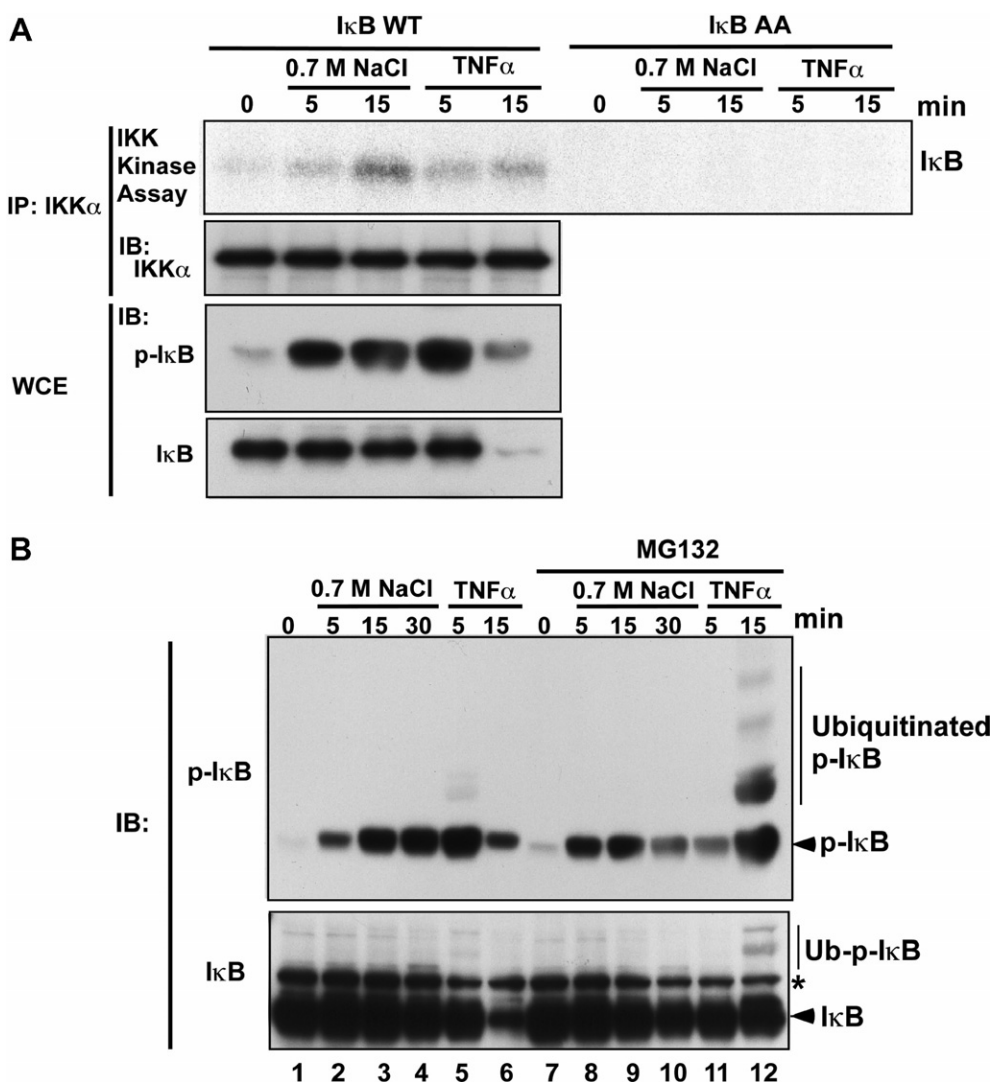 A
IκB WT
IκB AA
0.7 M NaCl
TNFα
0.7 M NaCl
TNFα
0 5 15 5 15 0 5 15 5 15 min
IP: IKKα
IKK
Kinase
Assay
IκB
IB:
IKKα
WCE
IB:
p-IκB
IκB
B
MG132
0.7 M NaCl
TNFα
0.7 M NaCl
TNFα
0 5 15 30 5 15 0 5 15 30 5 15 min
IB:
p-IκB
Ubiquitinated
p-IκB
p-IκB
IκB
Ub-p-IκB
*
IκB
1 2 3 4 5 6 7 8 9 10 11 12